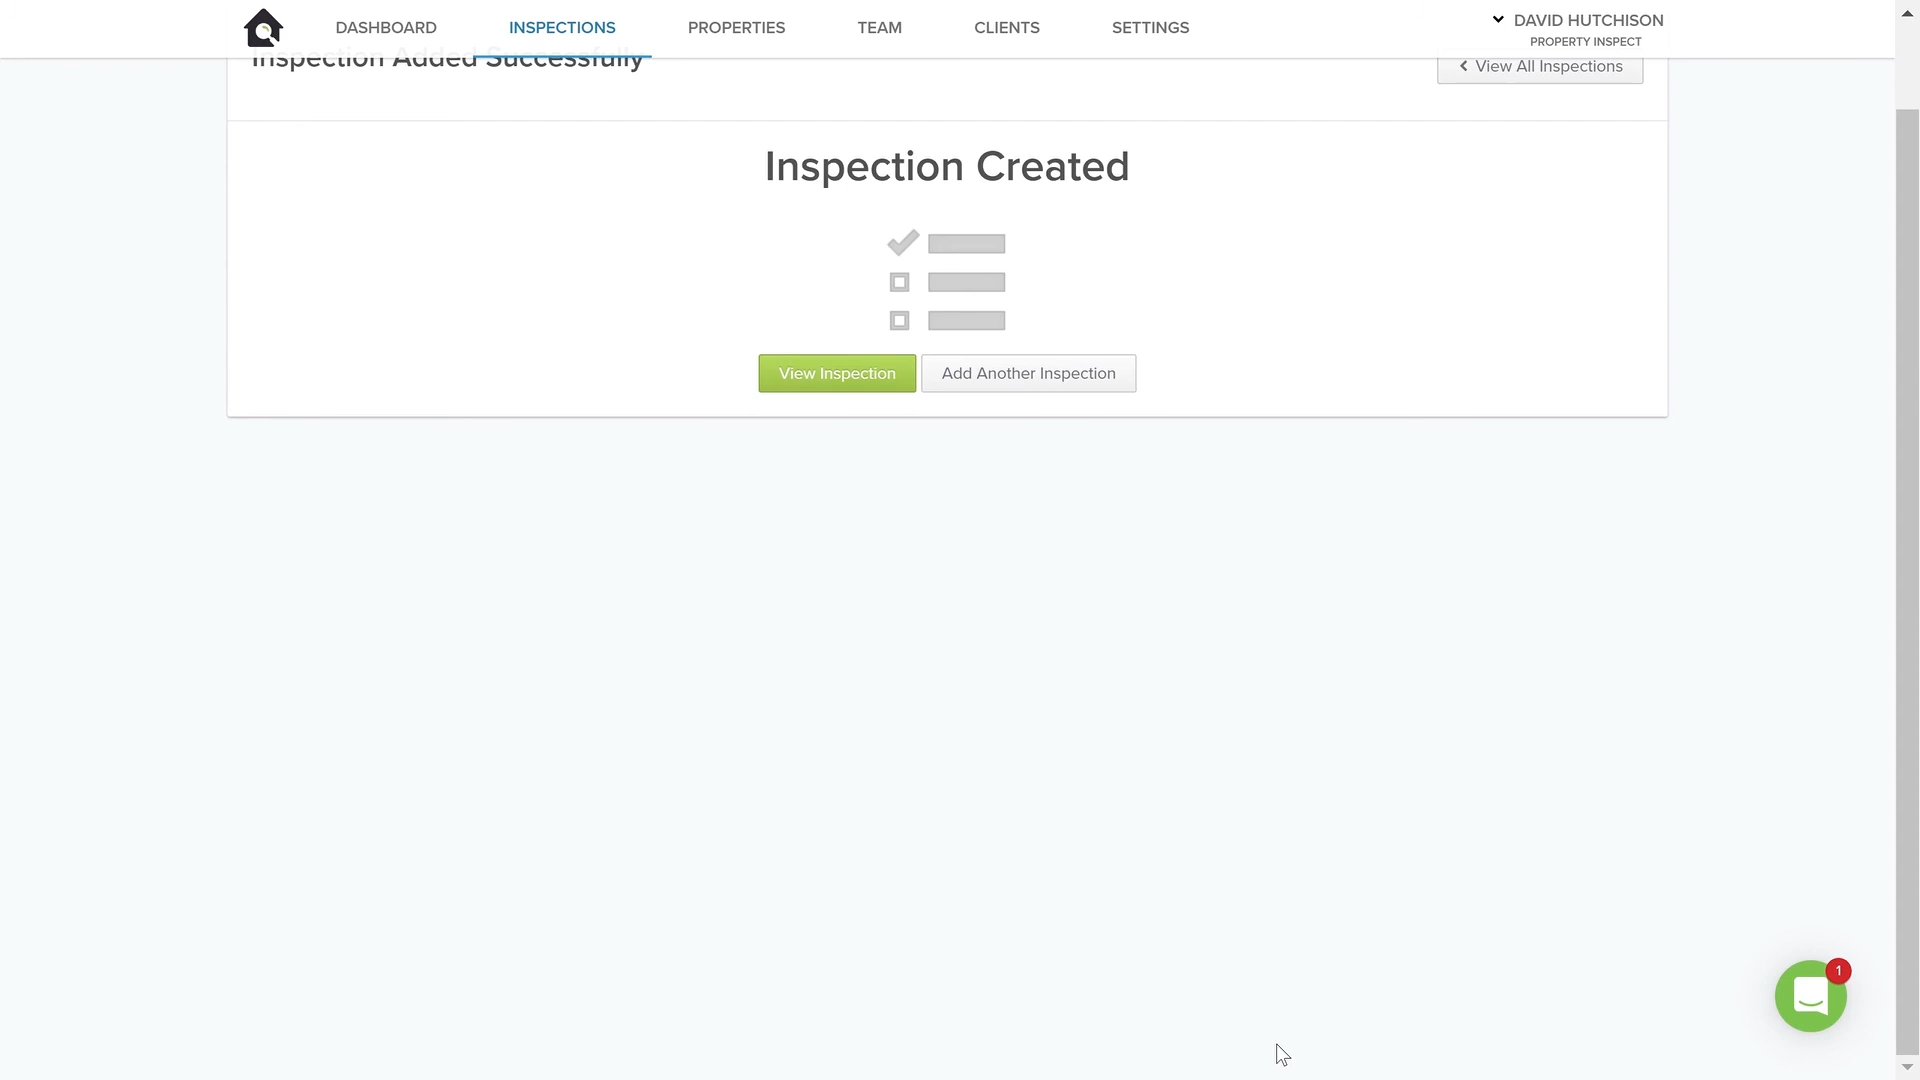 DASHBOARD INSPECTIONS PROPERTIES TEAM CLIENTS SETTINGS DAVID HUTCHISON
PROPERTY INSPECT
Inspection Added Successfully
View All Inspections
Inspection Created
View Inspection
Add Another Inspection
1